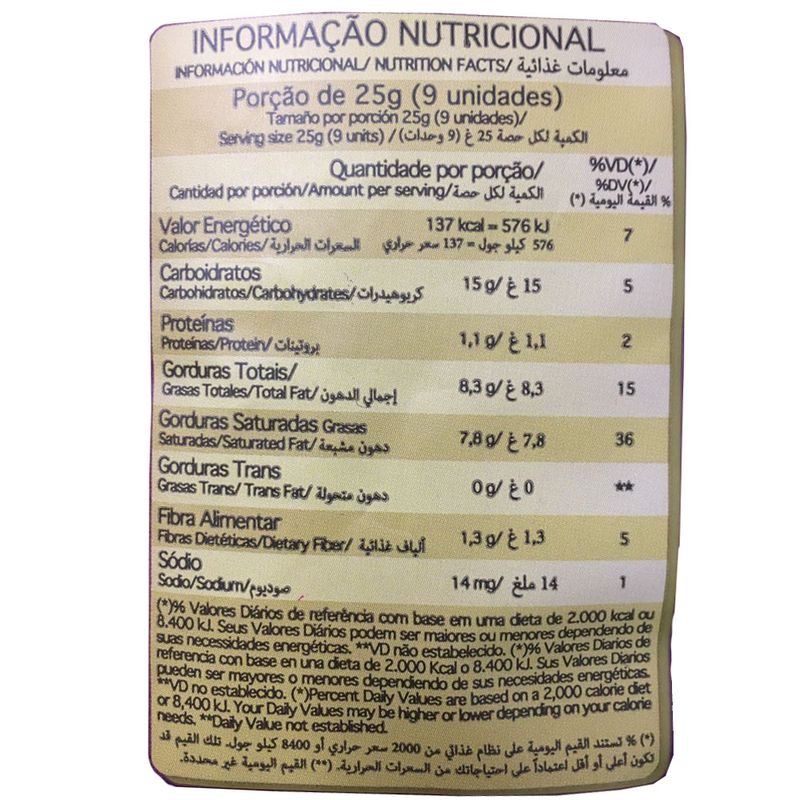 INFORMAÇÃO NUTRICIONAL
INFORMACIÓN NUTRICIONAL/ NUTRITION FACTS/ معلومات غذائية
Porção de 25g (9 unidades)
Tamaño por porción 25g (9 unidades)/
Serving size 25g (9 units) / الكمية لكل حصة 25 غ (9 وحدات)
Quantidade por porção/
Cantidad por porción/Amount per serving/ الكمية لكل حصة
%VD(*)/
%DV(*)/
% القيمة اليومية (*)
Valor Energético 137 kcal = 576 kJ 7
Calorías/Calories/ السعرات الحرارية 576 كيلو جول = 137 سعر حراري
Carboidratos 15 g/ 15 غ 5
Carbohidratos/Carbohydrates/ كربوهيدرات
Proteínas 1,1 g/ 1,1 غ 2
Proteínas/Protein/ بروتينات
Gorduras Totais/ 8,3 g/ 8,3 غ 15
Grasas Totales/Total Fat/ إجمالي الدهون
Gorduras Saturadas Grasas 7,8 g/ 7,8 غ 36
Saturadas/Saturated Fat/ دهون مشبعة
Gorduras Trans 0 g/ 0 غ **
Grasas Trans/ Trans Fat/ دهون متحولة
Fibra Alimentar 1,3 g/ 1,3 غ 5
Fibras Dietéticas/Dietary Fiber/ ألياف غذائية
Sódio 14 mg/ 14 ملغ 1
Sodio/Sodium/ صوديوم
(*)% Valores Diários de referência com base em uma dieta de 2.000 kcal ou
8.400 kJ. Seus Valores Diários podem ser maiores ou menores dependendo de
suas necessidades energéticas. **VD não estabelecido. (*)% Valores Diarios de
referencia con base en una dieta de 2.000 Kcal o 8.400 kJ. Sus Valores Diarios
pueden ser mayores o menores dependiendo de sus necesidades energéticas.
**VD no establecido. (*)Percent Daily Values are based on a 2,000 calorie diet
or 8,400 kJ. Your Daily Values may be higher or lower depending on your calorie
needs. **Daily Value not established.
(*) % تستند القيم اليومية على نظام غذائي من 2000 سعر حراري أو 8400 كيلو جول. تلك القيم قد
تكون أعلى أو أقل اعتماداً على احتياجاتك من السعرات الحرارية. (**) القيم اليومية غير محددة.